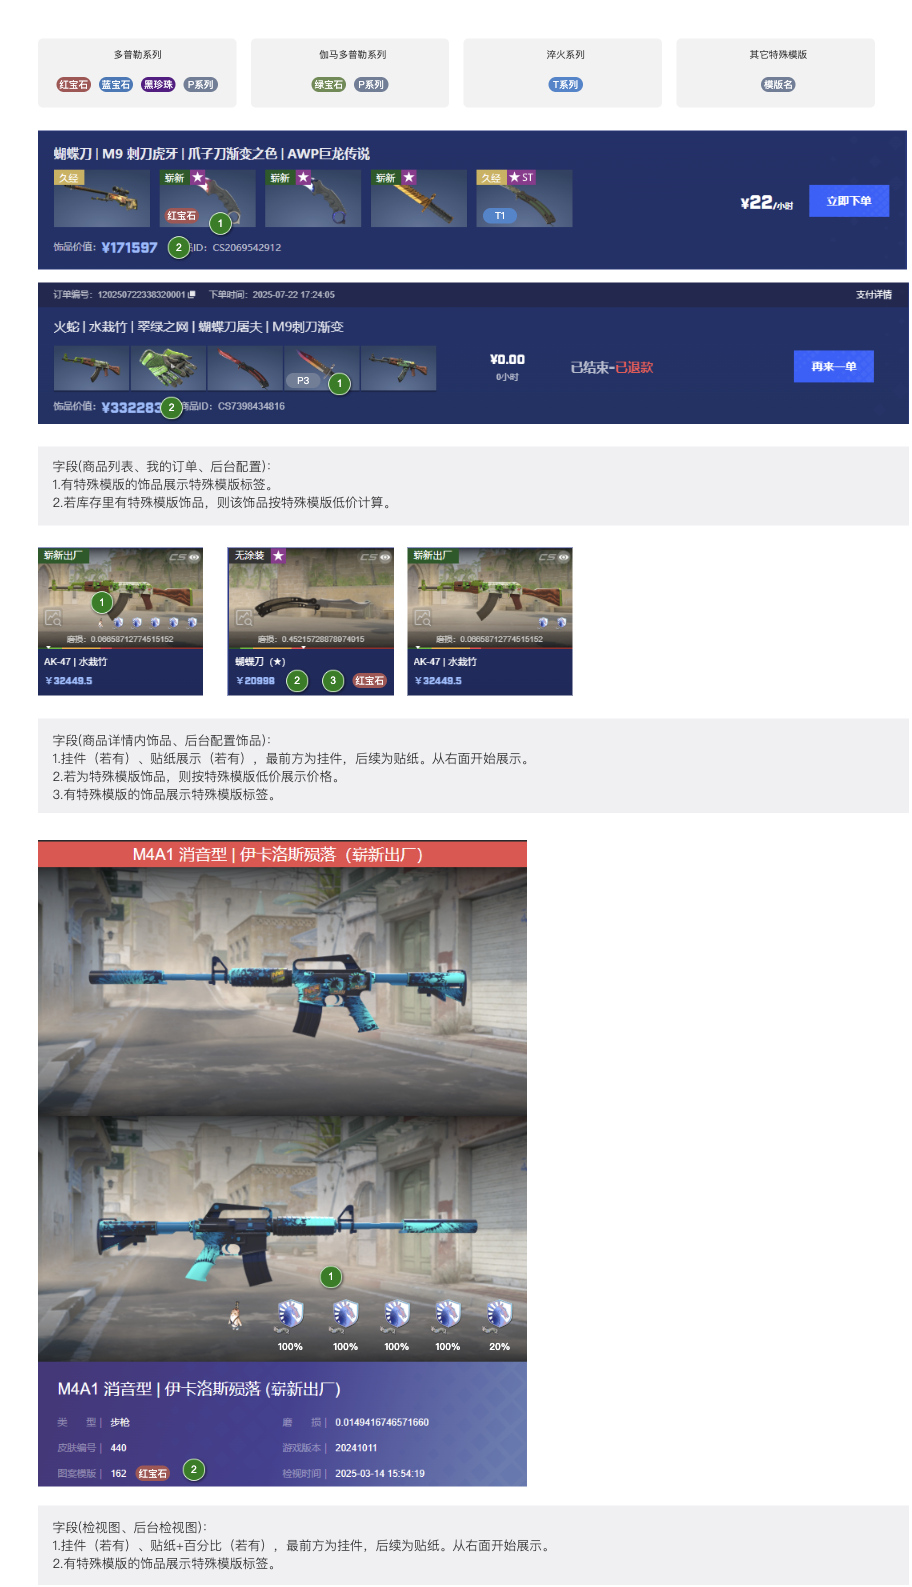 多普勒系列
红宝石 蓝宝石 黑珍珠 P系列
伽马多普勒系列
绿宝石 P系列
淬火系列
T系列
其它特殊模版
模版名
蝴蝶刀 | M9 刺刀虎牙 | 爪子刀渐变之色 | AWP巨龙传说
久经 崭新 ★ 崭新 ★ 崭新 ★ 久经 ★ ST
红宝石 1 T1
¥22/小时 立即下单
饰品价值: ¥171597 2 ID: CS2069542912
订单编号: 120250722338320001 下单时间: 2025-07-22 17:24:05 支付详情
火蛇 | 水栽竹 | 翠绿之网 | 蝴蝶刀屠夫 | M9刺刀渐变
P3 1
¥0.00
0小时
已结束-已退款
再来一单
饰品价值: ¥332283 2 商品ID: CS7398434816
字段(商品列表、我的订单、后台配置):
1.有特殊模版的饰品展示特殊模版标签。
2.若库存里有特殊模版饰品，则该饰品按特殊模版低价计算。
崭新出厂 CS
1
磨损: 0.06658712774515152
AK-47 | 水栽竹
¥32449.5
无涂装 ★ CS
磨损: 0.45215728878974915
蝴蝶刀 (★)
¥20998 2 3 红宝石
崭新出厂 CS
磨损: 0.06658712774515152
AK-47 | 水栽竹
¥32449.5
字段(商品详情内饰品、后台配置饰品):
1.挂件（若有）、贴纸展示（若有），最前方为挂件，后续为贴纸。从右面开始展示。
2.若为特殊模版饰品，则按特殊模版低价展示价格。
3.有特殊模版的饰品展示特殊模版标签。
M4A1 消音型 | 伊卡洛斯殒落（崭新出厂）
1
100% 100% 100% 100% 20%
M4A1 消音型 | 伊卡洛斯殒落 (崭新出厂)
类 型 | 步枪 磨 损 | 0.0149416746571660
皮肤编号 | 440 游戏版本 | 20241011
图案模版 | 162 红宝石 2 检视时间 | 2025-03-14 15:54:19
字段(检视图、后台检视图):
1.挂件（若有）、贴纸+百分比（若有），最前方为挂件，后续为贴纸。从右面开始展示。
2.有特殊模版的饰品展示特殊模版标签。